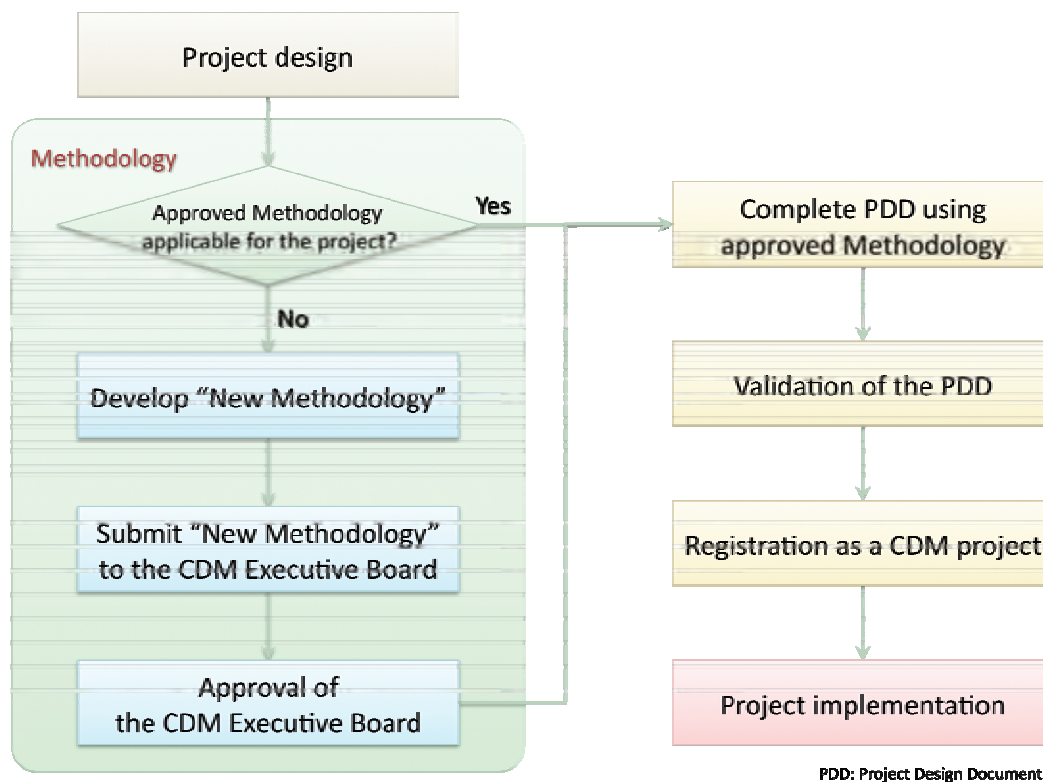 Project design
Methodology
Approved Methodology
applicable for the project?
Yes
No
Develop “New Methodology”
Submit “New Methodology”
to the CDM Executive Board
Approval of
the CDM Executive Board
Complete PDD using
approved Methodology
Validation of the PDD
Registration as a CDM project
Project implementation
PDD: Project Design Document